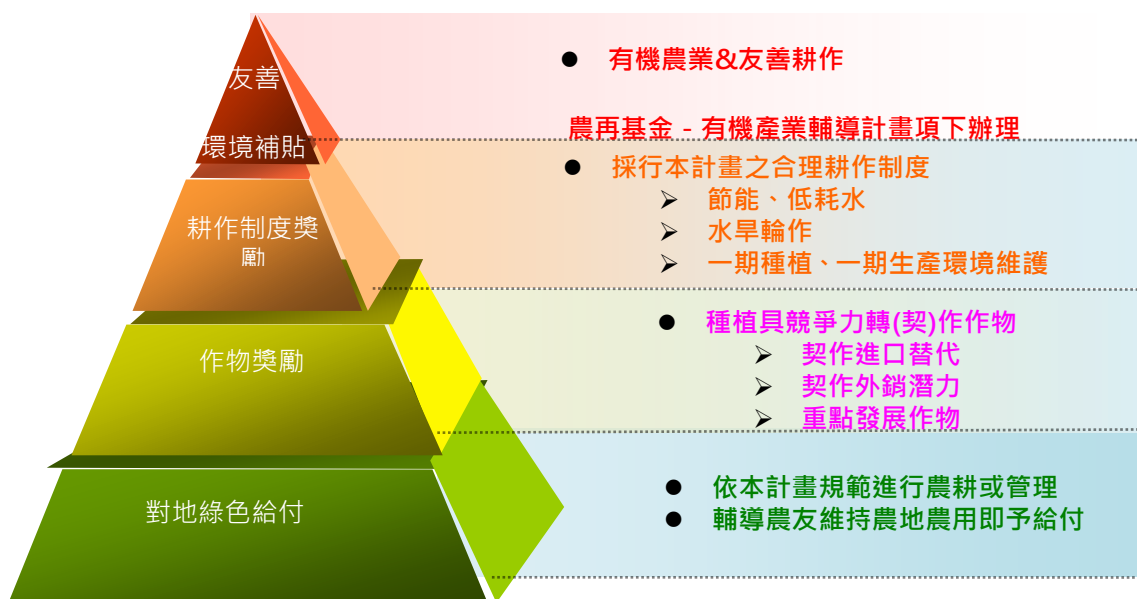 友善
環境補貼
● 有機農業&友善耕作
農再基金 - 有機產業輔導計畫項下辦理
耕作制度獎
勵
● 採行本計畫之合理耕作制度
➢ 節能、低耗水
➢ 水旱輪作
➢ 一期種植、一期生產環境維護
作物獎勵
● 種植具競爭力轉(契)作作物
➢ 契作進口替代
➢ 契作外銷潛力
➢ 重點發展作物
對地綠色給付
● 依本計畫規範進行農耕或管理
● 輔導農友維持農地農用即予給付